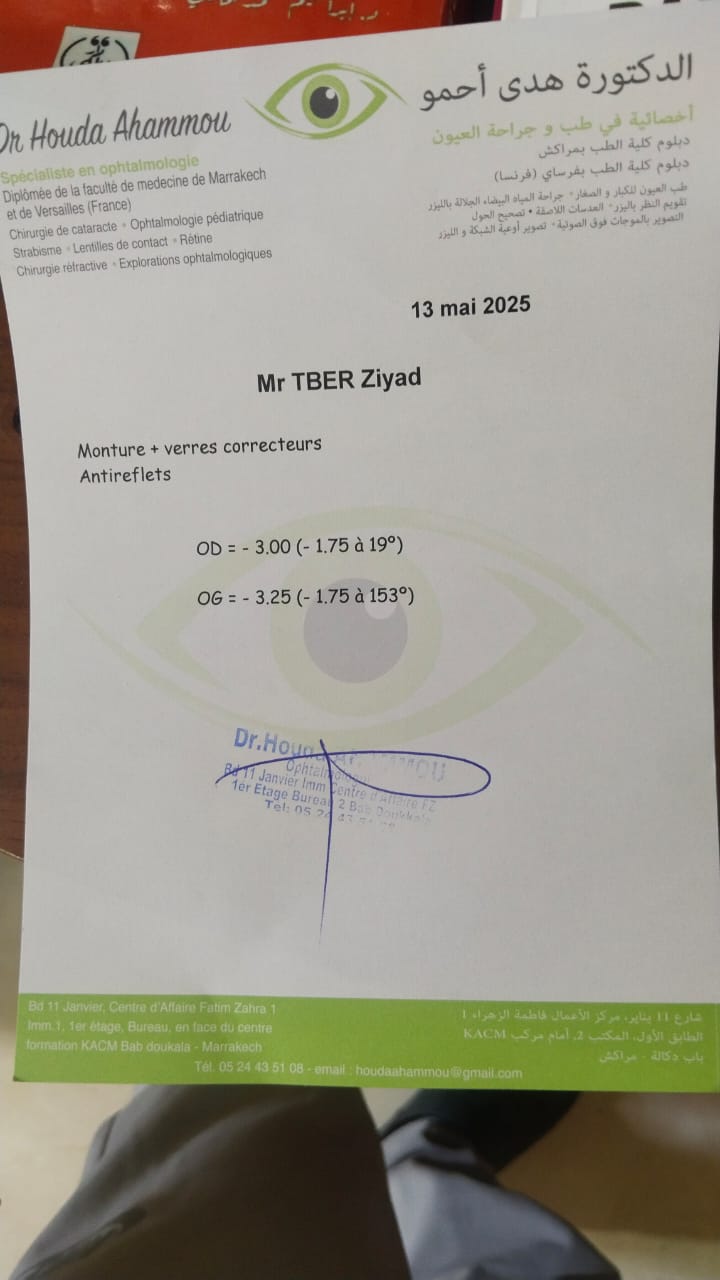 Dr Houda Ahammou
Spécialiste en ophtalmologie
Diplômée de la faculté de medecine de Marrakech
et de Versailles (France)
Chirurgie de cataracte • Ophtalmologie pédiatrique
Strabisme • Lentilles de contact • Rétine
Chirurgie réfractive • Explorations ophtalmologiques
الدكتورة هدى أحمو
أخصائية في طب و جراحة العيون
دبلوم كلية الطب بمراكش
دبلوم كلية الطب بفرساي (فرنسا)
طب العيون للكبار و الصغار • جراحة المياه البيضاء الجلالة بالليزر
تقويم النظر بالليزر • العدسات اللاصقة • تصحيح الحول
التصوير بالموجات فوق الصوتية • تصوير أوعية الشبكة و الليزر
13 mai 2025
Mr TBER Ziyad
Monture + verres correcteurs
Antireflets
OD = - 3.00 (- 1.75 à 19°)
OG = - 3.25 (- 1.75 à 153°)
Dr.Houda AHAMMOU
Ophtalmologue
Bd 11 Janvier Imm Centre d'Affaire FZ
1ér Etage Bureau 2 Bab Doukkala
Tel: 05 24 43 51
Bd 11 Janvier, Centre d'Affaire Fatim Zahra 1
Imm.1, 1er étage, Bureau, en face du centre
formation KACM Bab doukala - Marrakech
شارع 11 يناير، مركز الأعمال فاطمة الزهراء 1
الطابق الأول، المكتب 2، أمام مركب KACM
باب دكالة - مراكش
Tél. 05 24 43 51 08 - email : houdaahammou@gmail.com